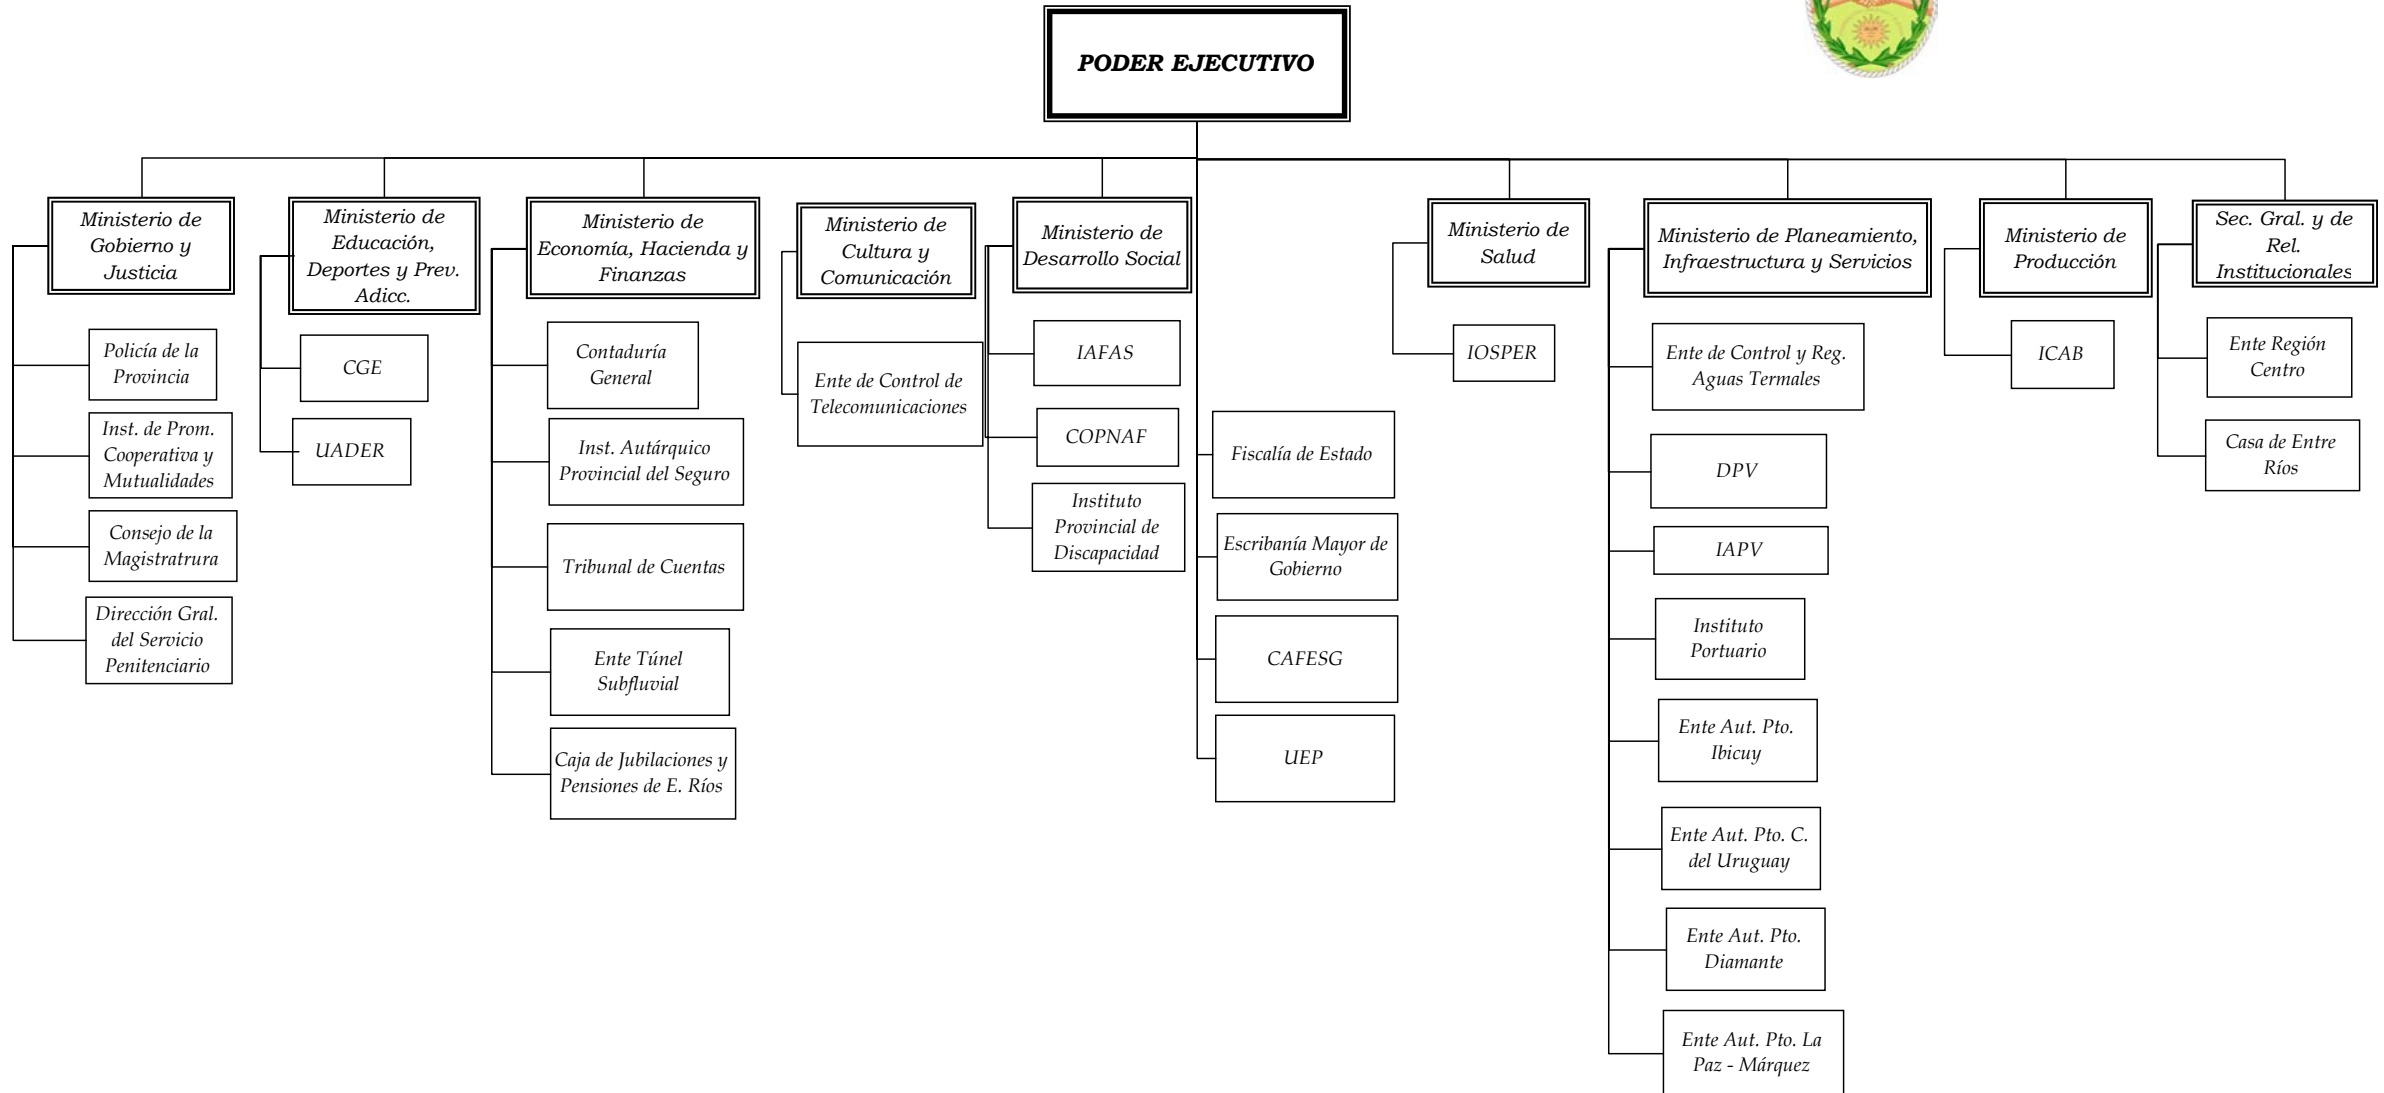 PODER EJECUTIVO
Ministerio de
Gobierno y
Justicia
Policía de la
Provincia
Inst. de Prom.
Cooperativa y
Mutualidades
Consejo de la
Magistratrura
Dirección Gral.
del Servicio
Penitenciario
Ministerio de
Educación,
Deportes y Prev.
Adicc.
CGE
UADER
Ministerio de
Economía, Hacienda y
Finanzas
Contaduría
General
Inst. Autárquico
Provincial del Seguro
Tribunal de Cuentas
Ente Túnel
Subfluvial
Caja de Jubilaciones y
Pensiones de E. Ríos
Ministerio de
Cultura y
Comunicación
Ente de Control de
Telecomunicaciones
Ministerio de
Desarrollo Social
IAFAS
COPNAF
Instituto
Provincial de
Discapacidad
Fiscalía de Estado
Escribanía Mayor de
Gobierno
CAFESG
UEP
Ministerio de
Salud
IOSPER
Ministerio de Planeamiento,
Infraestructura y Servicios
Ente de Control y Reg.
Aguas Termales
DPV
IAPV
Instituto
Portuario
Ente Aut. Pto.
Ibicuy
Ente Aut. Pto. C.
del Uruguay
Ente Aut. Pto.
Diamante
Ente Aut. Pto. La
Paz - Márquez
Ministerio de
Producción
ICAB
Sec. Gral. y de
Rel.
Institucionales
Ente Región
Centro
Casa de Entre
Ríos